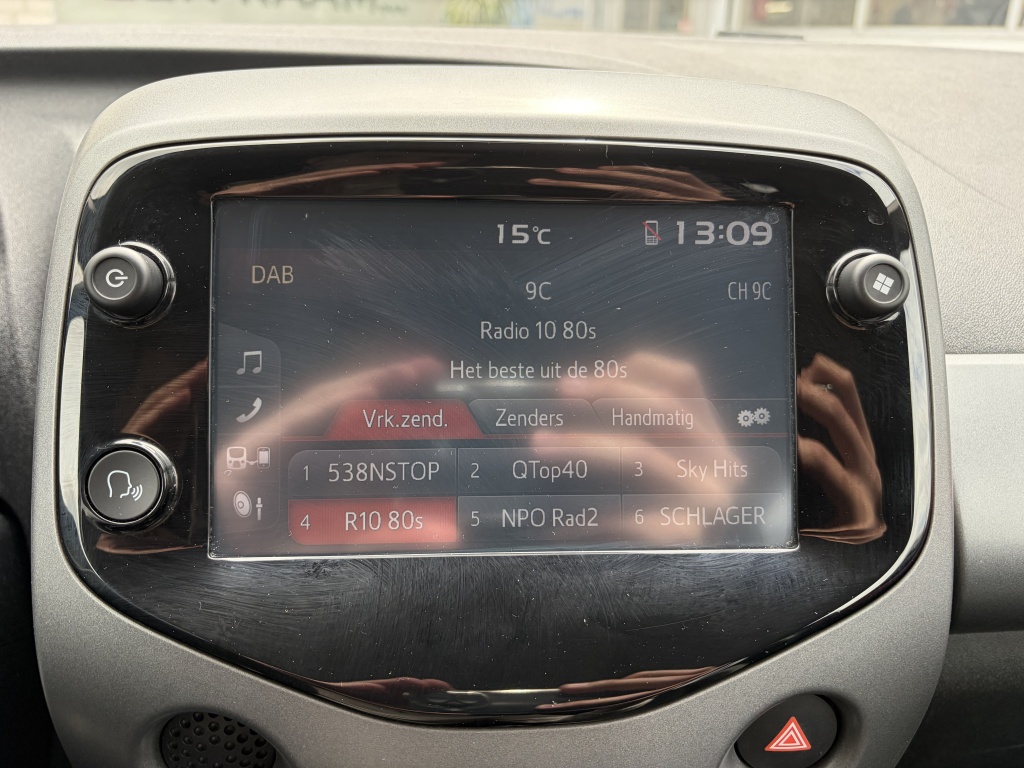 15°C 13:09
DAB
9C CH 9C
Radio 10 80s
Het beste uit de 80s
Vrk.zend. Zenders Handmatig
1 538NSTOP 2 QTop40 3 Sky Hits
4 R10 80s 5 NPO Rad2 6 SCHLAGER